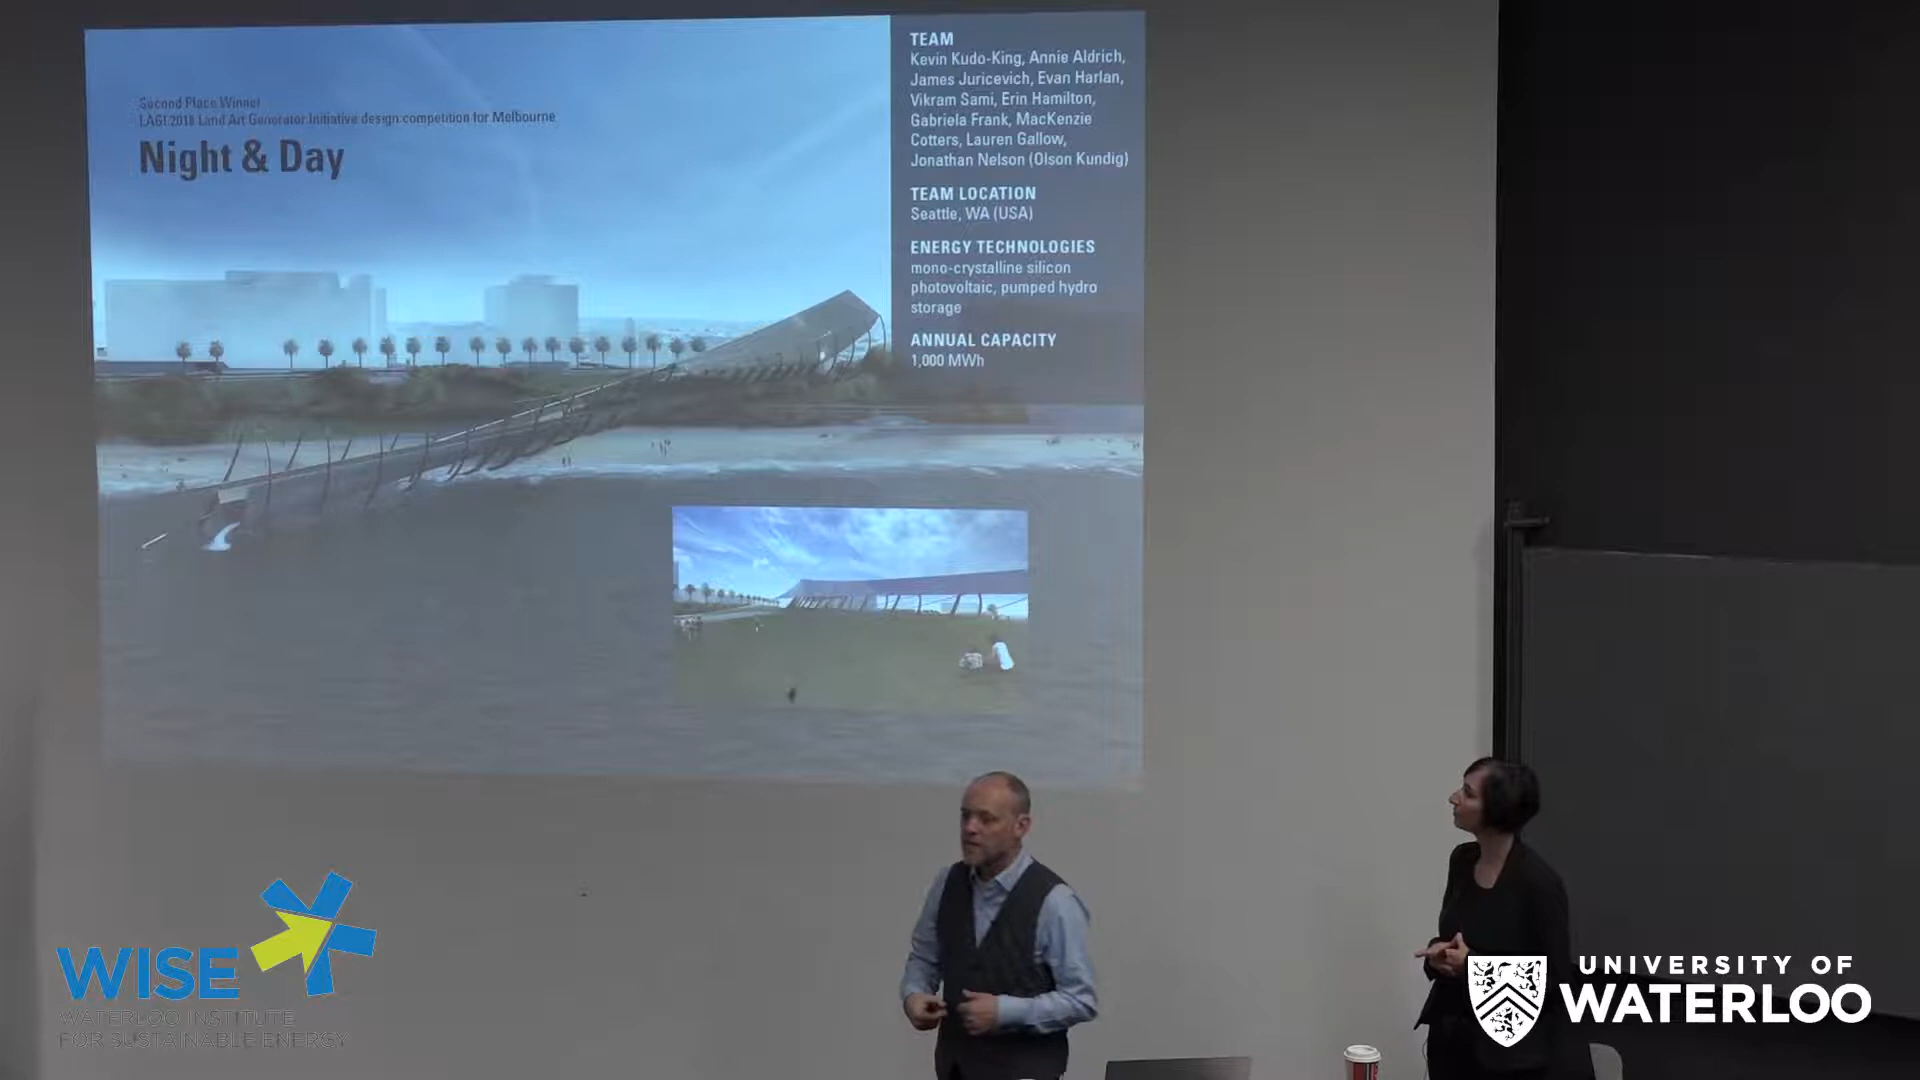 Second Place Winner
LAGI 2018 Land Art Generator Initiative design competition for Melbourne
Night & Day
TEAM
Kevin Kudo-King, Annie Aldrich,
James Juricevich, Evan Harlan,
Vikram Sami, Erin Hamilton,
Gabriela Frank, MacKenzie
Cotters, Lauren Gallow,
Jonathan Nelson (Olson Kundig)
TEAM LOCATION
Seattle, WA (USA)
ENERGY TECHNOLOGIES
mono-crystalline silicon
photovoltaic, pumped hydro
storage
ANNUAL CAPACITY
1,000 MWh
WISE
WATERLOO INSTITUTE
FOR SUSTAINABLE ENERGY
UNIVERSITY OF
WATERLOO